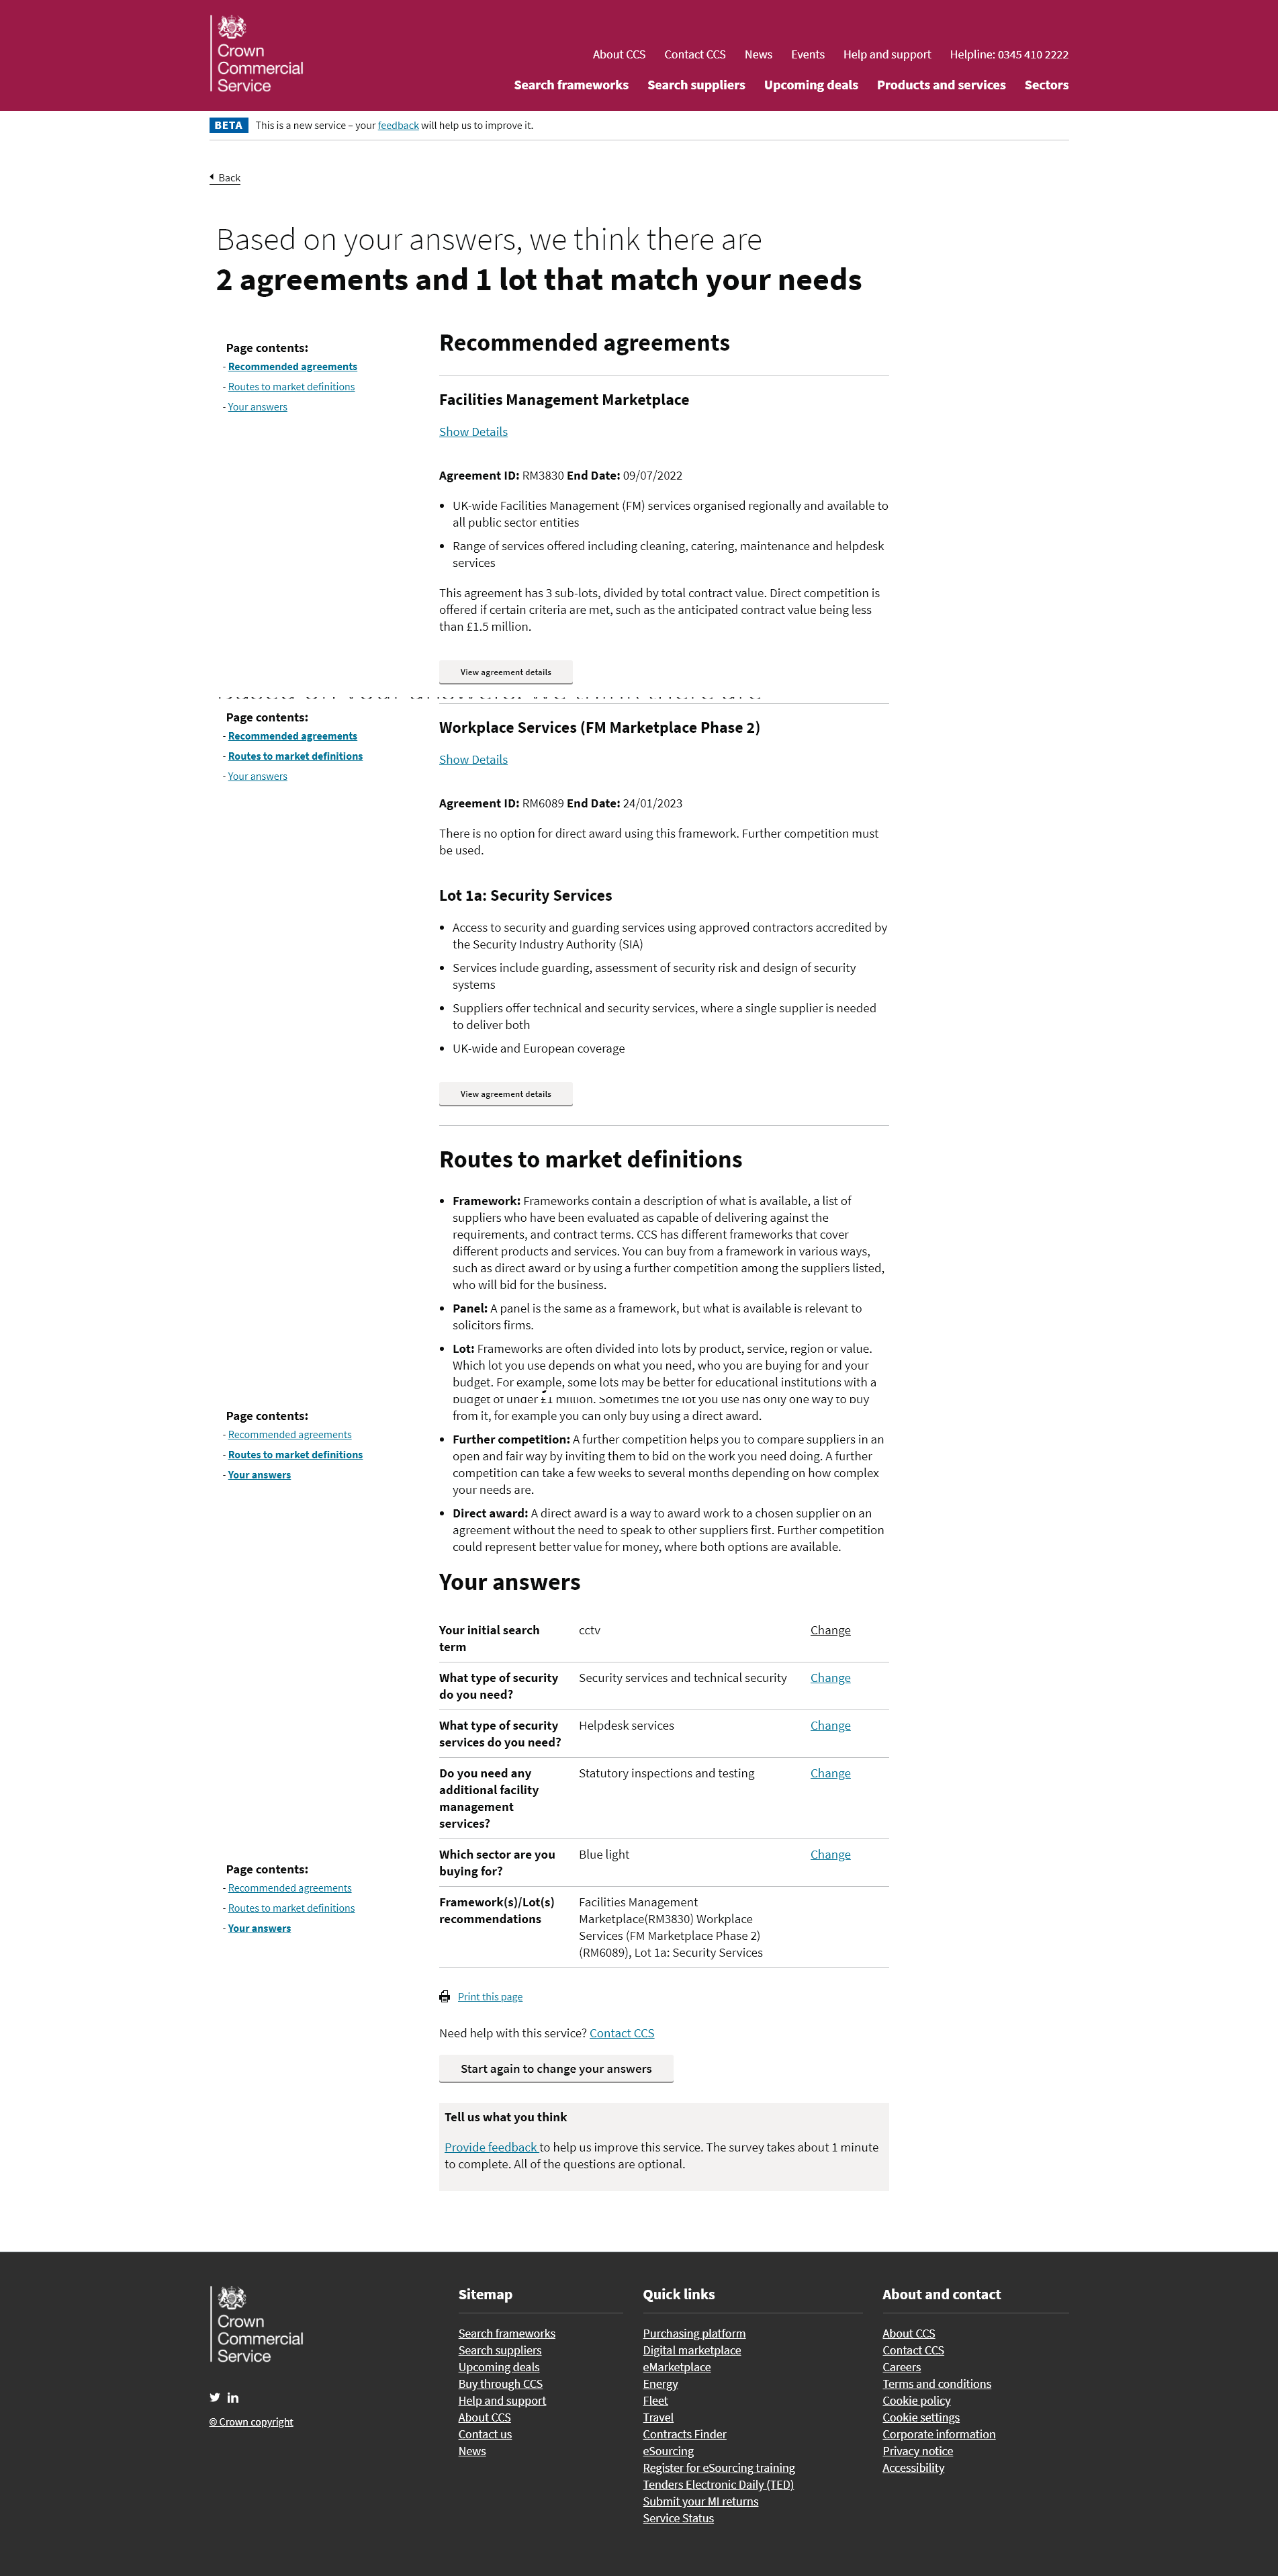 Crown
Commercial
Service
About CCS Contact CCS News Events Help and support Helpline: 0345 410 2222
Search frameworks Search suppliers Upcoming deals Products and services Sectors
BETA This is a new service – your feedback will help us to improve it.
Back
Based on your answers, we think there are
2 agreements and 1 lot that match your needs
Page contents:
- Recommended agreements
- Routes to market definitions
- Your answers
Recommended agreements
Facilities Management Marketplace
Show Details
Agreement ID: RM3830 End Date: 09/07/2022
• UK-wide Facilities Management (FM) services organised regionally and available to
all public sector entities
• Range of services offered including cleaning, catering, maintenance and helpdesk
services
This agreement has 3 sub-lots, divided by total contract value. Direct competition is
offered if certain criteria are met, such as the anticipated contract value being less
than £1.5 million.
View agreement details
Page contents:
- Recommended agreements
- Routes to market definitions
- Your answers
Workplace Services (FM Marketplace Phase 2)
Show Details
Agreement ID: RM6089 End Date: 24/01/2023
There is no option for direct award using this framework. Further competition must
be used.
Lot 1a: Security Services
• Access to security and guarding services using approved contractors accredited by
the Security Industry Authority (SIA)
• Services include guarding, assessment of security risk and design of security
systems
• Suppliers offer technical and security services, where a single supplier is needed
to deliver both
• UK-wide and European coverage
View agreement details
Routes to market definitions
• Framework: Frameworks contain a description of what is available, a list of
suppliers who have been evaluated as capable of delivering against the
requirements, and contract terms. CCS has different frameworks that cover
different products and services. You can buy from a framework in various ways,
such as direct award or by using a further competition among the suppliers listed,
who will bid for the business.
• Panel: A panel is the same as a framework, but what is available is relevant to
solicitors firms.
• Lot: Frameworks are often divided into lots by product, service, region or value.
Which lot you use depends on what you need, who you are buying for and your
budget. For example, some lots may be better for educational institutions with a
budget of under £1 million. Sometimes the lot you use has only one way to buy
from it, for example you can only buy using a direct award.
Page contents:
- Recommended agreements
- Routes to market definitions
- Your answers
• Further competition: A further competition helps you to compare suppliers in an
open and fair way by inviting them to bid on the work you need doing. A further
competition can take a few weeks to several months depending on how complex
your needs are.
• Direct award: A direct award is a way to award work to a chosen supplier on an
agreement without the need to speak to other suppliers first. Further competition
could represent better value for money, where both options are available.
Your answers
Your initial search
term
cctv
Change
What type of security
do you need?
Security services and technical security
Change
What type of security
services do you need?
Helpdesk services
Change
Do you need any
additional facility
management
services?
Statutory inspections and testing
Change
Which sector are you
buying for?
Blue light
Change
Page contents:
- Recommended agreements
- Routes to market definitions
- Your answers
Framework(s)/Lot(s)
recommendations
Facilities Management
Marketplace(RM3830) Workplace
Services (FM Marketplace Phase 2)
(RM6089), Lot 1a: Security Services
Print this page
Need help with this service? Contact CCS
Start again to change your answers
Tell us what you think
Provide feedback to help us improve this service. The survey takes about 1 minute
to complete. All of the questions are optional.
Crown
Commercial
Service
© Crown copyright
Sitemap
Search frameworks
Search suppliers
Upcoming deals
Buy through CCS
Help and support
About CCS
Contact us
News
Quick links
Purchasing platform
Digital marketplace
eMarketplace
Energy
Fleet
Travel
Contracts Finder
eSourcing
Register for eSourcing training
Tenders Electronic Daily (TED)
Submit your MI returns
Service Status
About and contact
About CCS
Contact CCS
Careers
Terms and conditions
Cookie policy
Cookie settings
Corporate information
Privacy notice
Accessibility